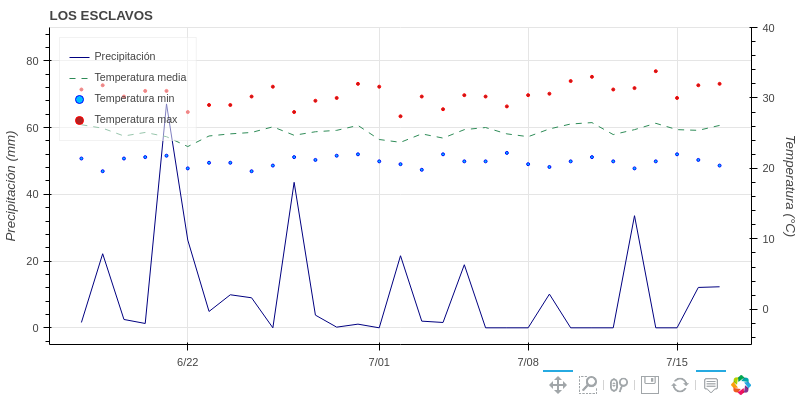 LOS ESCLAVOS
Precipitación
Temperatura media
Temperatura min
Temperatura max
Precipitación (mm)
80
60
40
20
0
Temperatura (°C)
40
30
20
10
0
6/22
7/01
7/08
7/15